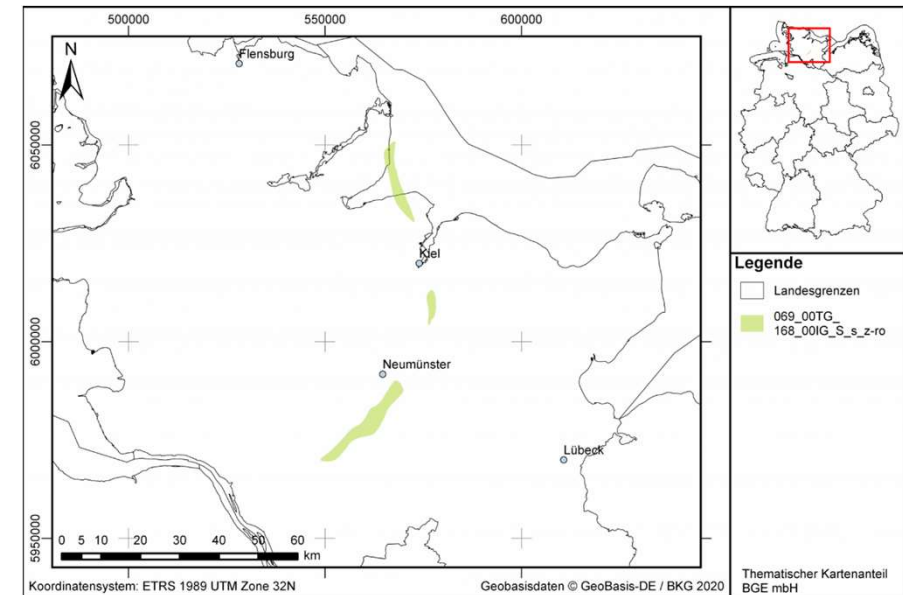 500000 550000 600000
N
Flensburg
6050000
Kiel
6000000
Neumünster
Lübeck
5950000
0 5 10 20 30 40 50 60
km
Koordinatensystem: ETRS 1989 UTM Zone 32N
Geobasisdaten © GeoBasis-DE / BKG 2020
Legende
Landesgrenzen
069_00TG_
168_00IG_S_s_z-ro
Thematischer Kartenanteil
BGE mbH